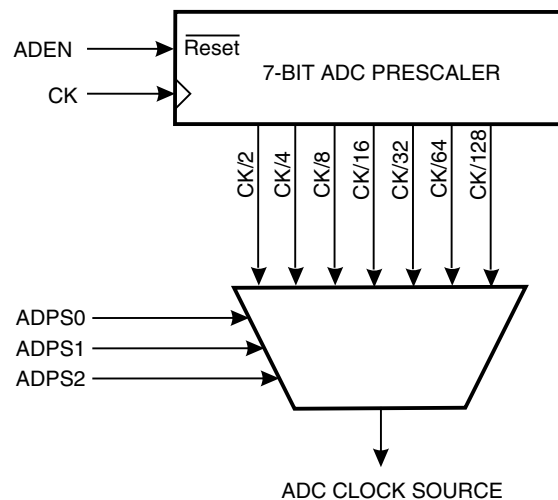 ADEN
Reset
7-BIT ADC PRESCALER
CK
CK/2
CK/4
CK/8
CK/16
CK/32
CK/64
CK/128
ADPS0
ADPS1
ADPS2
ADC CLOCK SOURCE